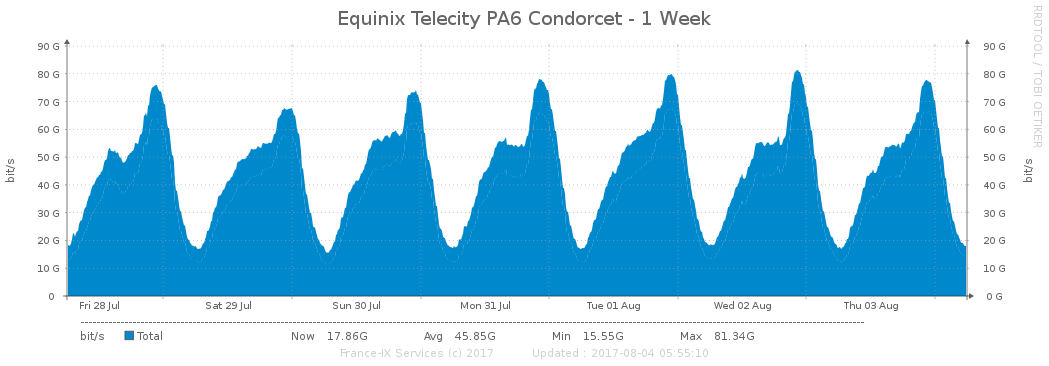 Equinix Telecity PA6 Condorcet - 1 Week
RRDTOOL / TOBI OETIKER
bit/s
90 G
80 G
70 G
60 G
50 G
40 G
30 G
20 G
10 G
0
90 G
80 G
70 G
60 G
50 G
40 G
30 G
20 G
10 G
0 G
bit/s
Fri 28 Jul Sat 29 Jul Sun 30 Jul Mon 31 Jul Tue 01 Aug Wed 02 Aug Thu 03 Aug
bit/s Total Now 17.86G Avg 45.85G Min 15.55G Max 81.34G
France-IX Services (c) 2017 Updated : 2017-08-04 05:55:10